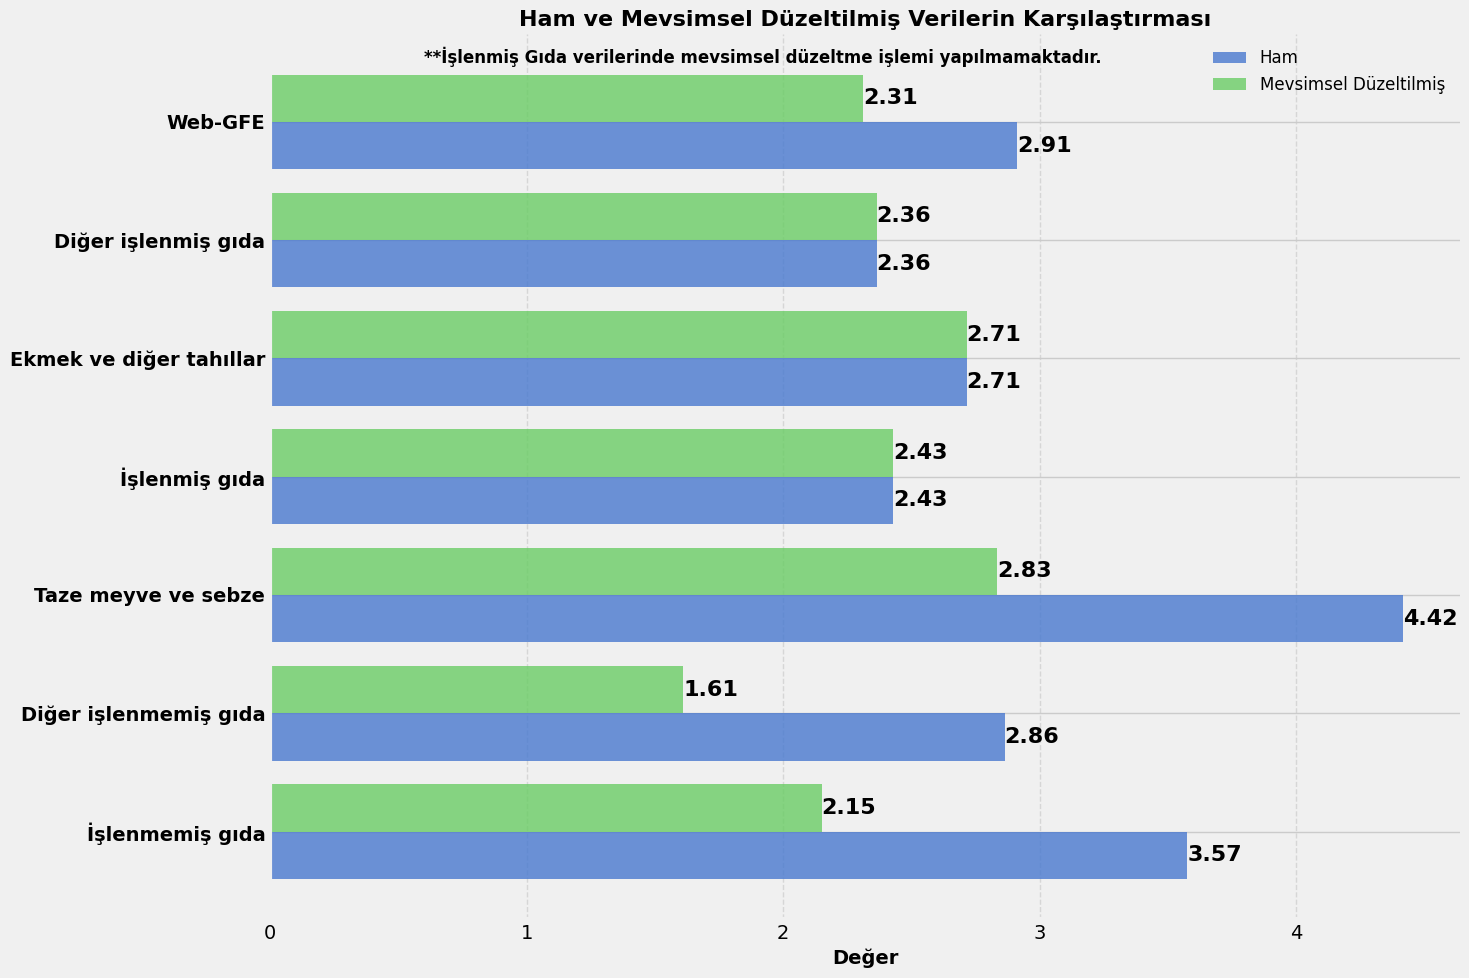 Ham ve Mevsimsel Düzeltilmiş Verilerin Karşılaştırması
**İşlenmiş Gıda verilerinde mevsimsel düzeltme işlemi yapılmamaktadır.
Ham
Mevsimsel Düzeltilmiş
Web-GFE
2.31
2.91
Diğer işlenmiş gıda
2.36
2.36
Ekmek ve diğer tahıllar
2.71
2.71
İşlenmiş gıda
2.43
2.43
Taze meyve ve sebze
2.83
4.42
Diğer işlenmemiş gıda
1.61
2.86
İşlenmemiş gıda
2.15
3.57
0 1 2 3 4
Değer